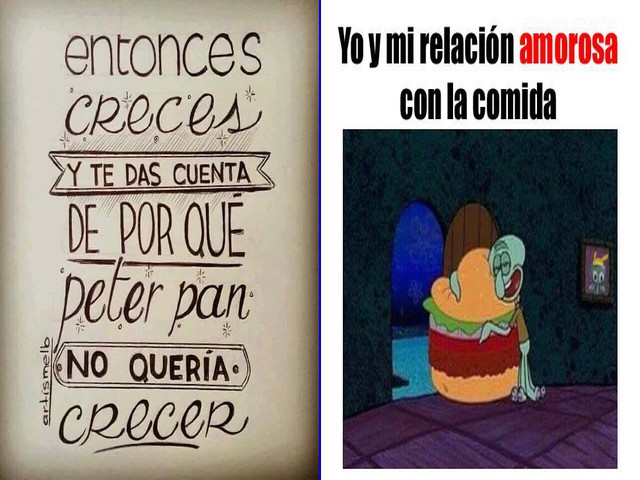 entonces
creces
Y TE DAS CUENTA
DE POR QUÉ
peter pan
NO QUERÍA
crecer
artismelb
Yo y mi relación amorosa
con la comida